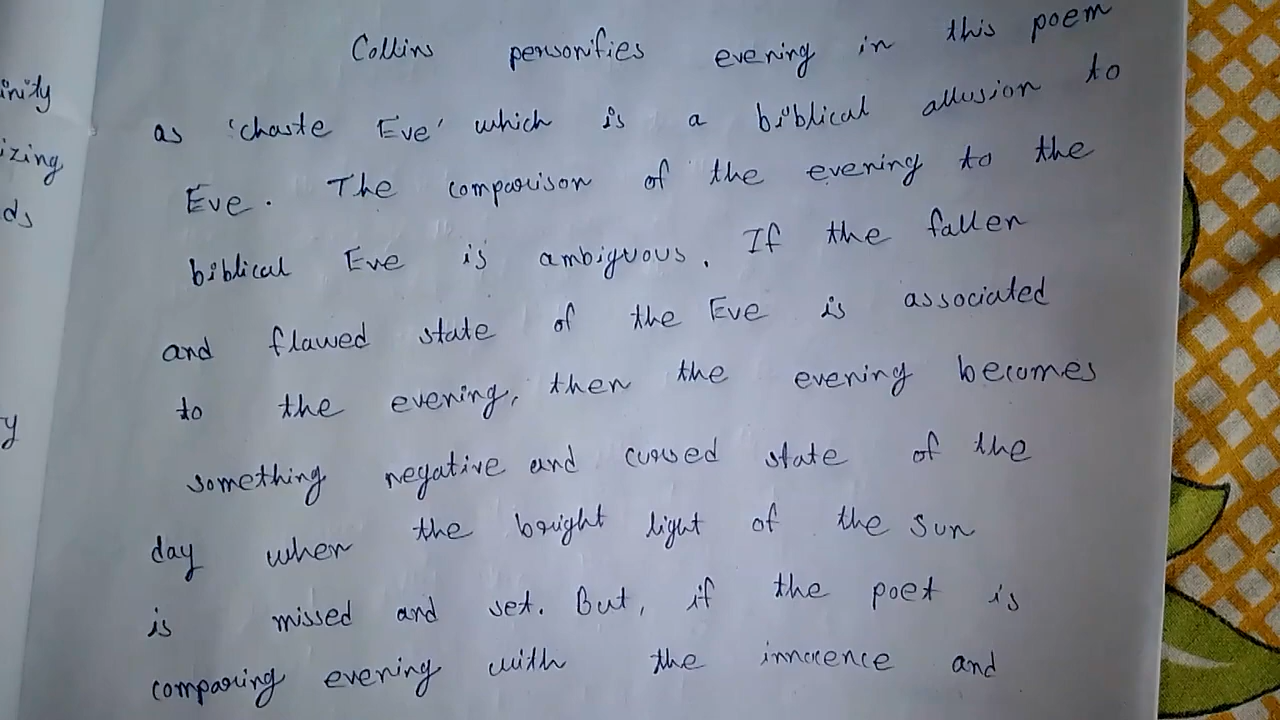 Collins personifies evening in this poem
as 'chaste Eve' which is a biblical allusion to
Eve. The comparison of the evening to the
biblical Eve is ambiguous. If the fallen
and flawed state of the Eve is associated
to the evening, then the evening becomes
something negative and cursed state of the
day when the bright light of the sun
is missed and set. But, if the poet is
comparing evening with the innocence and
inity
izing
ds
y